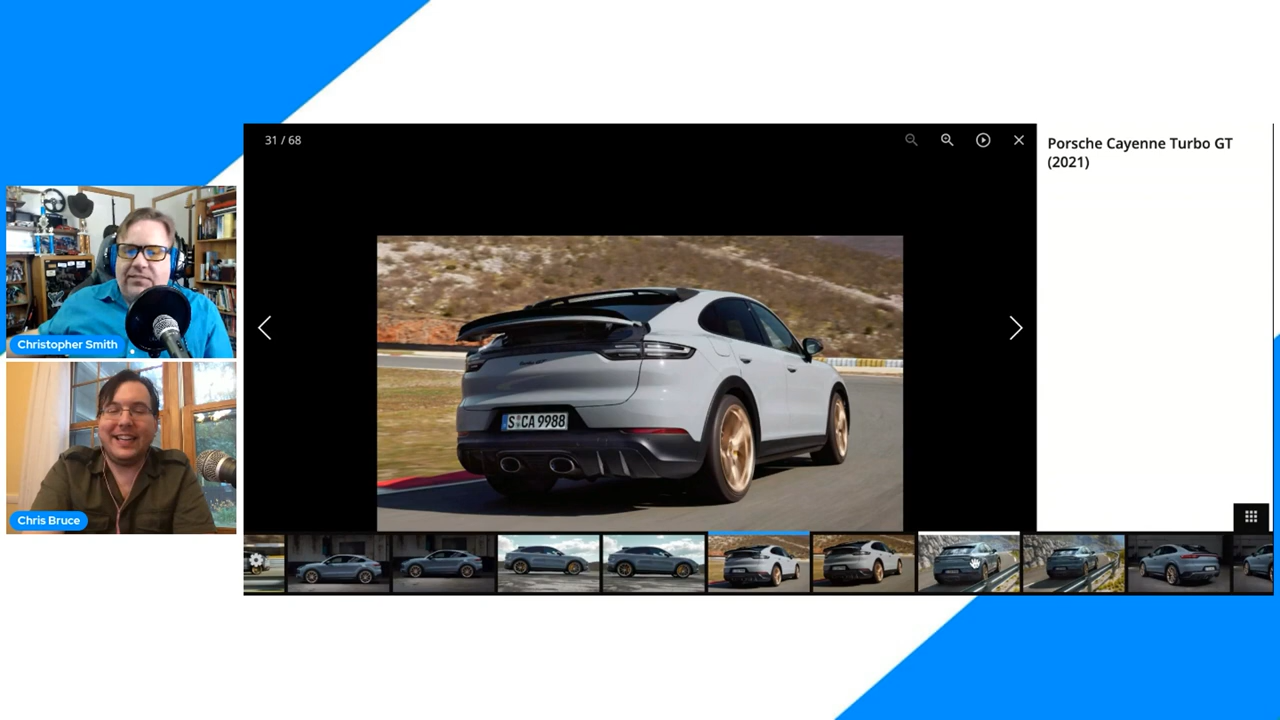 31 / 68
Porsche Cayenne Turbo GT
(2021)
Christopher Smith
S CA 9988
Chris Bruce